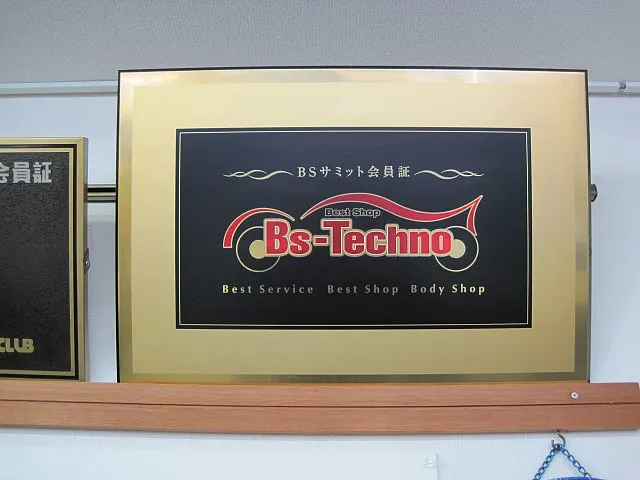 会員証
CLUB
BSサミット会員証
Best Shop
Bs-Techno
Best Service Best Shop Body Shop